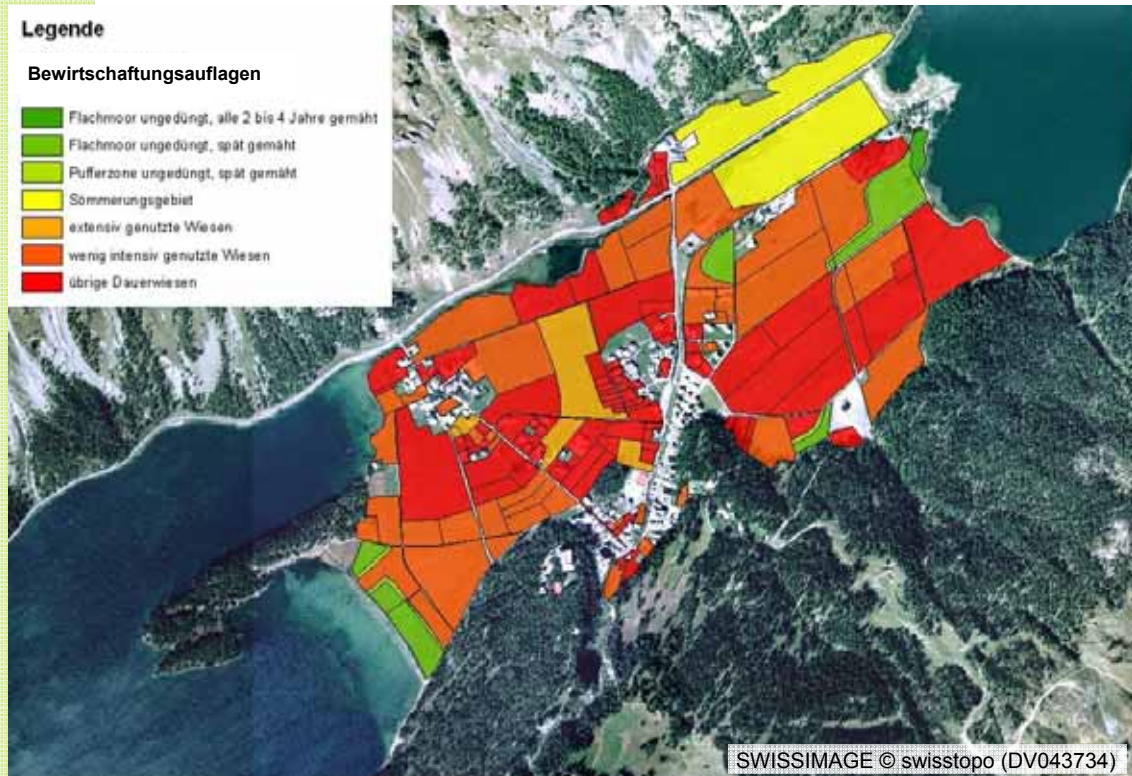 Legende
Bewirtschaftungsauflagen
Flachmoor ungedüngt, alle 2 bis 4 Jahre gemäht
Flachmoor ungedüngt, spät gemäht
Pufferzone ungedüngt, spät gemäht
Sömmerungsgebiet
extensiv genutzte Wiesen
wenig intensiv genutzte Wiesen
übrige Dauerwiesen
SWISSIMAGE © swisstopo (DV043734)